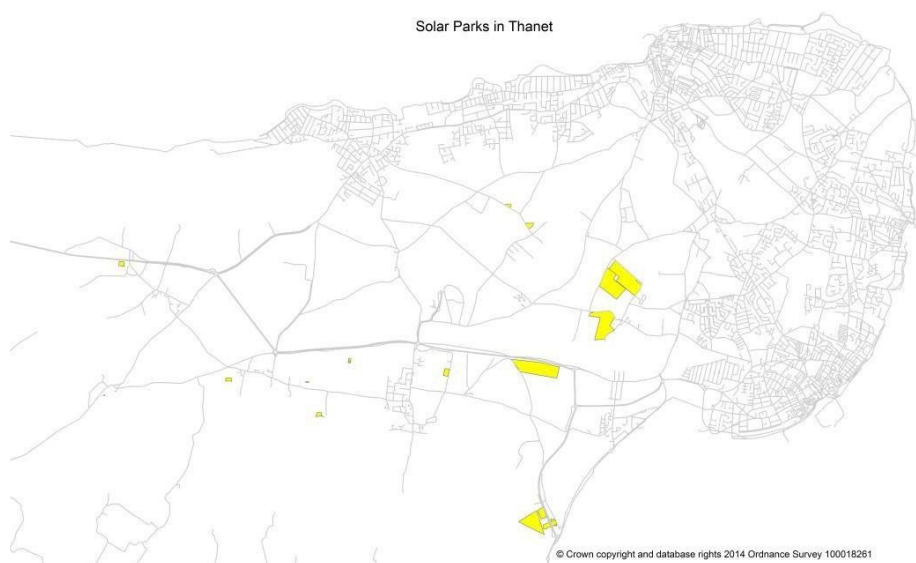 Solar Parks in Thanet
© Crown copyright and database rights 2014 Ordnance Survey 100018261